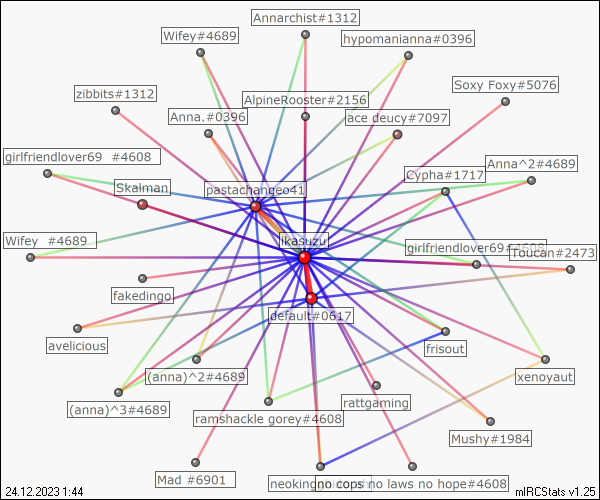 Annarchist#1312
Wifey#4689
hypomanianna#0396
Soxy Foxy#5076
zibbits#1312
AlpineRooster#2156
Anna.#0396
ace deucy#7097
girlfriendlover69 #4608
Anna^2#4689
Cypha#1717
Skaiman
pastachangeo41
Wifey #4689
ikasuzu
girlfriendlover69#4608
Toucan#2473
fakedingo
default#0617
avelicious
frisout
(anna)^2#4689
xenoyaut
(anna)^3#4689
rattgaming
ramshackle gorey#4608
Mushy#1984
Mad #6901
neokingno
no cops no laws no hope#4608
24.12.2023 1:44
mIRCStats v1.25